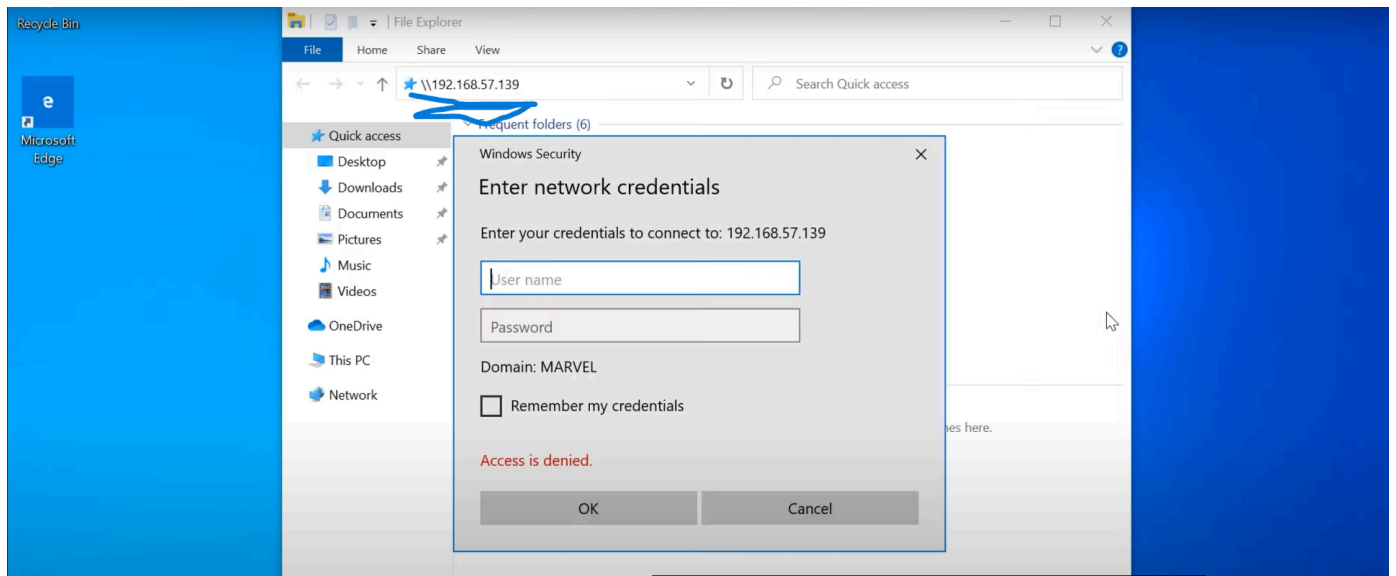 Recycle Bin
File Explorer
File Home Share View
\\192.168.57.139
Search Quick access
Microsoft
Edge
Quick access
Desktop
Downloads
Documents
Pictures
Music
Videos
OneDrive
This PC
Network
Frequent folders (6)
Windows Security
Enter network credentials
Enter your credentials to connect to: 192.168.57.139
User name
Password
Domain: MARVEL
Remember my credentials
Access is denied.
OK Cancel
here.